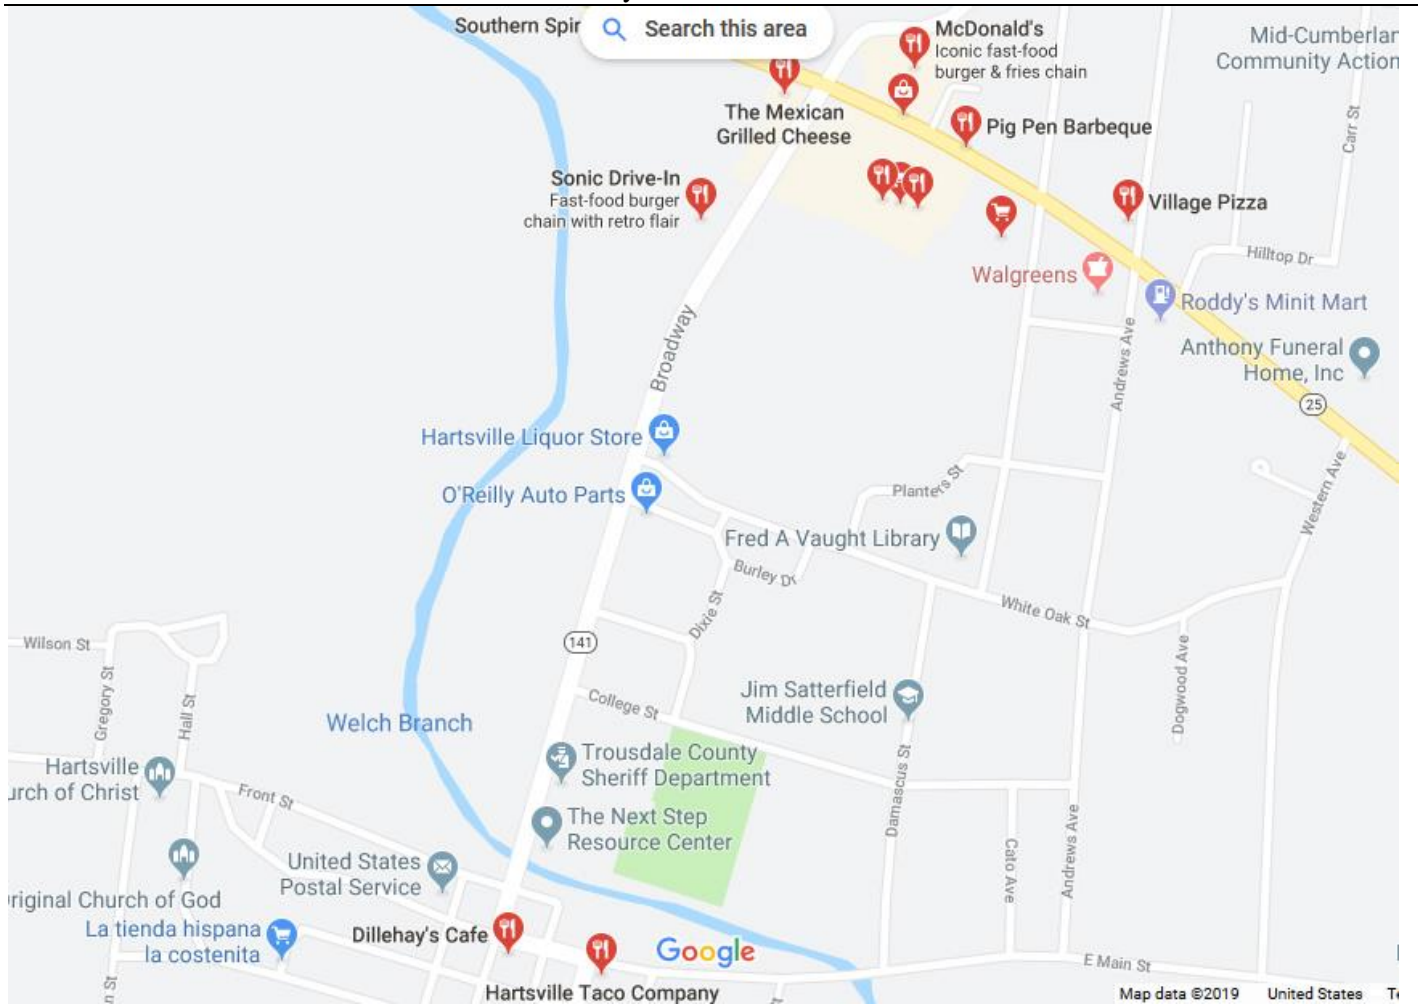 Southern Spir
Search this area
McDonald's
Iconic fast-food
burger & fries chain
Mid-Cumberlan
Community Action
The Mexican
Grilled Cheese
Pig Pen Barbeque
Carr St
Sonic Drive-In
Fast-food burger
chain with retro flair
Village Pizza
Hilltop Dr
Walgreens
Roddy's Minit Mart
Broadway
Andrews Ave
Anthony Funeral
Home, Inc
25
Hartsville Liquor Store
O'Reilly Auto Parts
Planters St
Western Ave
Fred A Vaught Library
Burley Dr
Dixie St
White Oak St
Wilson St
141
Gregory St
Hall St
College St
Jim Satterfield
Middle School
Dogwood Ave
Welch Branch
Trousdale County
Sheriff Department
Hartsville
urch of Christ
Front St
Damascus St
The Next Step
Resource Center
Cato Ave
Andrews Ave
United States
Postal Service
riginal Church of God
La tienda hispana
la costenita
Dillehay's Cafe
Google
E Main St
n St
Hartsville Taco Company
Map data ©2019
United States